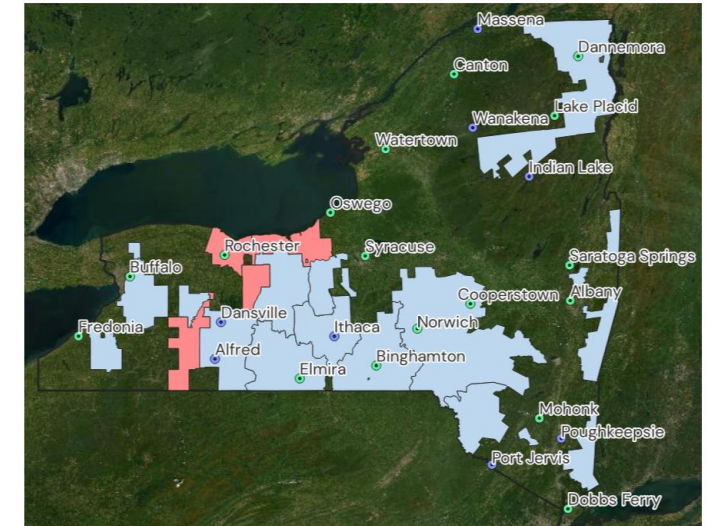 Massena
Dannemora
Canton
Lake Placid
Wanakena
Watertown
Indian Lake
Oswego
Rochester
Syracuse
Saratoga Springs
Buffalo
Cooperstown
Albany
Dansville
Fredonia
Ithaca
Norwich
Alfred
Binghamton
Elmira
Mohonk
Poughkeepsie
Port Jervis
Dobbs Ferry